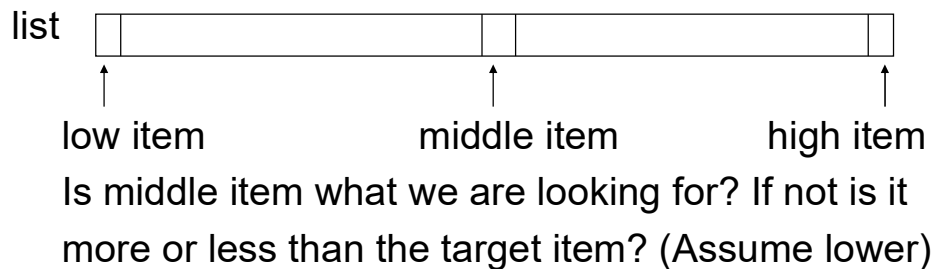 list
low item middle item high item
Is middle item what we are looking for? If not is it
more or less than the target item? (Assume lower)